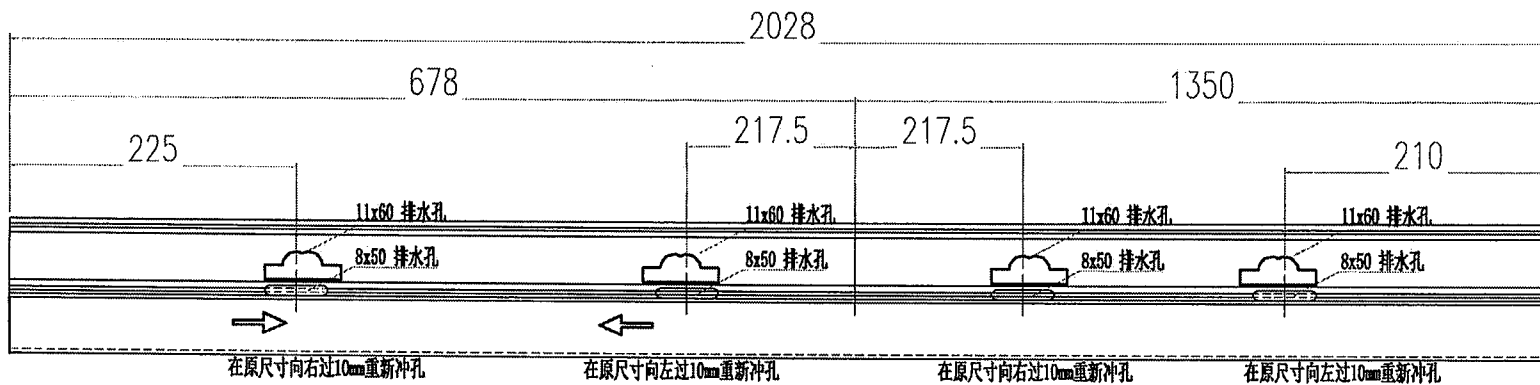 2028
678
1350
217.5
217.5
225
210
11x60 排水孔
11x60 排水孔
11x60 排水孔
11x60 排水孔
8x50 排水孔
8x50 排水孔
8x50 排水孔
8x50 排水孔
在原尺寸向右过10mm重新冲孔
在原尺寸向左过10mm重新冲孔
在原尺寸向右过10mm重新冲孔
在原尺寸向左过10mm重新冲孔